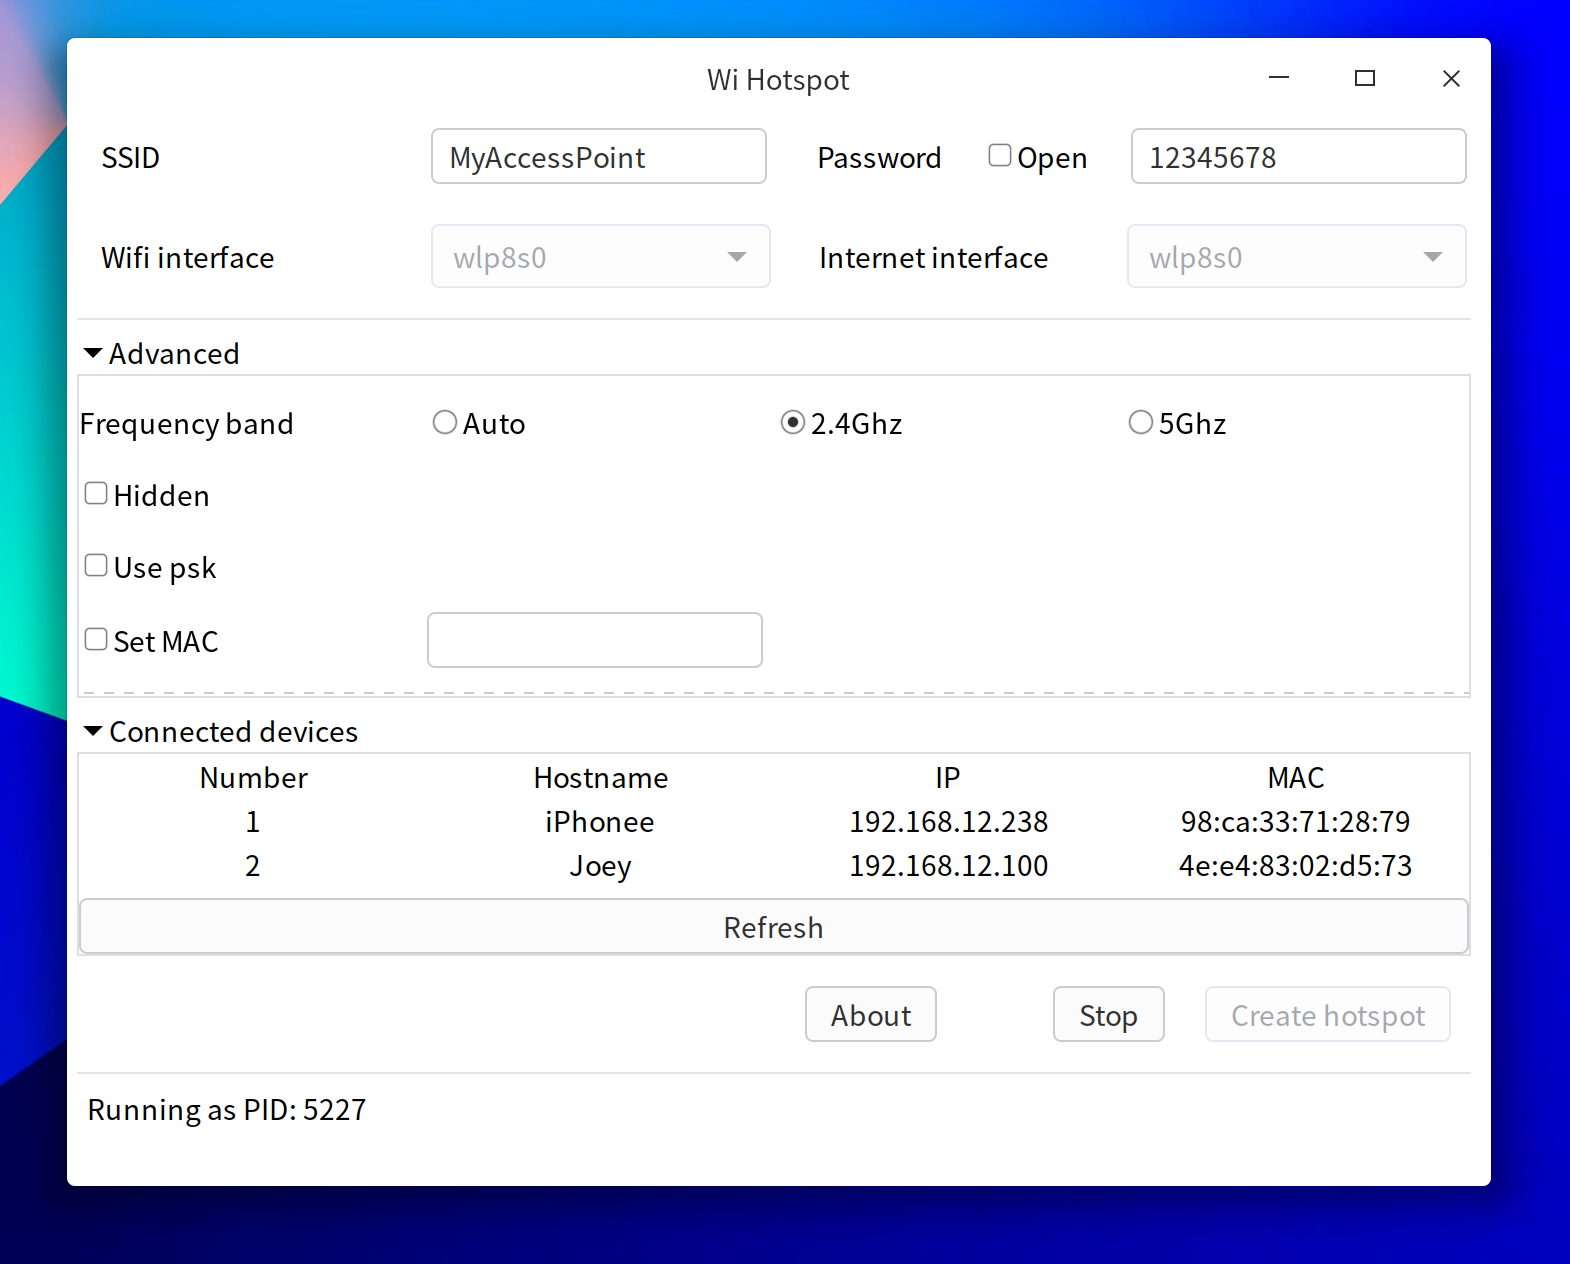 Wi Hotspot
SSID MyAccessPoint Password Open 12345678
Wifi interface wlp8s0 Internet interface wlp8s0
Advanced
Frequency band Auto 2.4Ghz 5Ghz
Hidden
Use psk
Set MAC
Connected devices
Number Hostname IP MAC
1 iPhonee 192.168.12.238 98:ca:33:71:28:79
2 Joey 192.168.12.100 4e:e4:83:02:d5:73
Refresh
About Stop Create hotspot
Running as PID: 5227